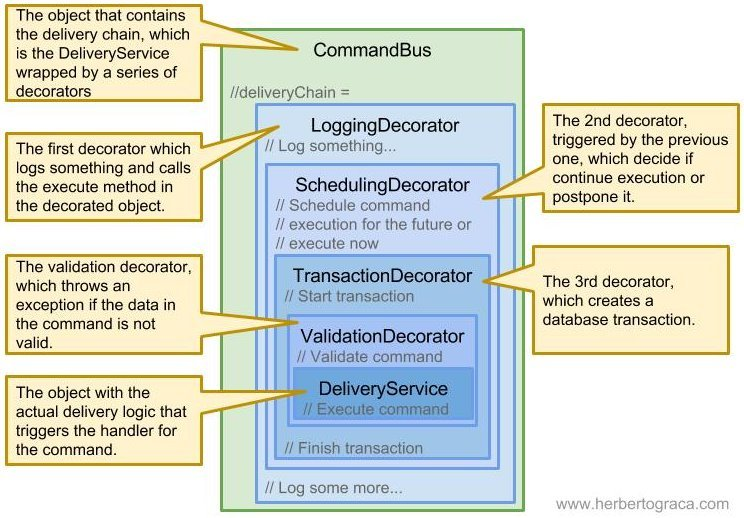 The object that contains
the delivery chain, which
is the DeliveryService
wrapped by a series of
decorators
CommandBus
//deliveryChain =
LoggingDecorator
// Log something...
The first decorator which
logs something and calls
the execute method in
the decorated object.
The 2nd decorator,
triggered by the previous
one, which decide if
continue execution or
postpone it.
SchedulingDecorator
// Schedule command
// execution for the future or
// execute now
The validation decorator,
which throws an
exception if the data in
the command is not
valid.
TransactionDecorator
// Start transaction
The 3rd decorator,
which creates a
database transaction.
ValidationDecorator
// Validate command
The object with the
actual delivery logic that
triggers the handler for
the command.
DeliveryService
// Execute command
// Finish transaction
// Log some more...
www.herbertograca.com